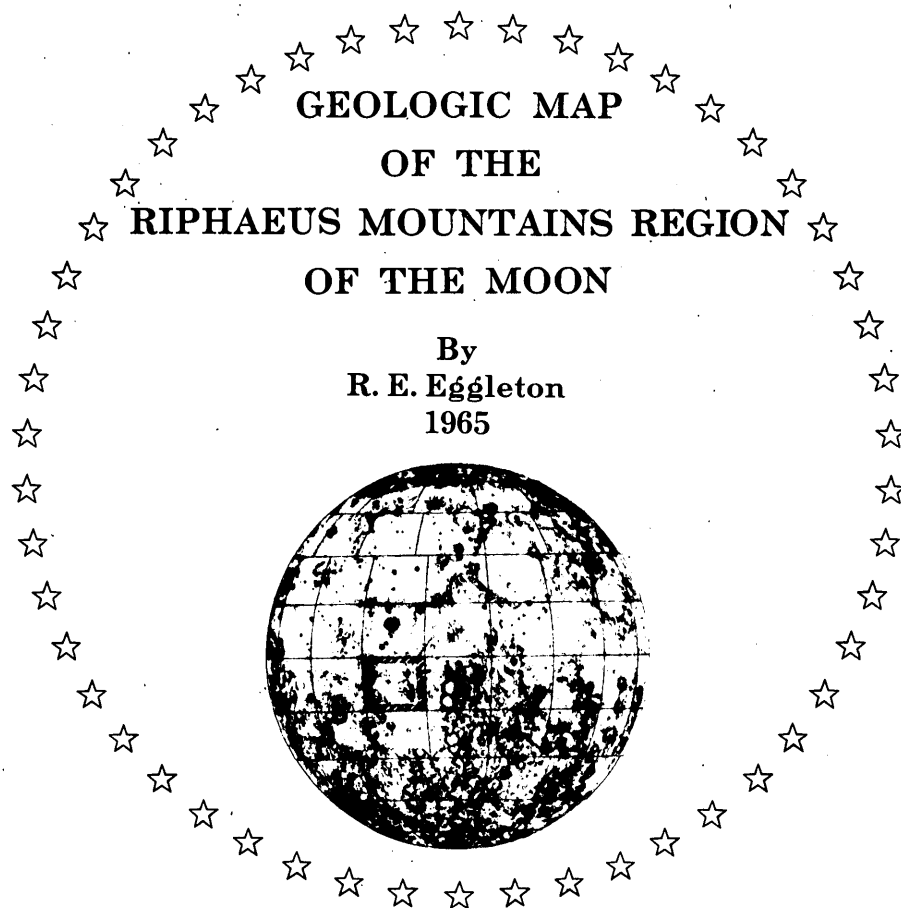 GEOLOGIC MAP
OF THE
RIPHAEUS MOUNTAINS REGION
OF THE MOON
By
R. E. Eggleton
1965